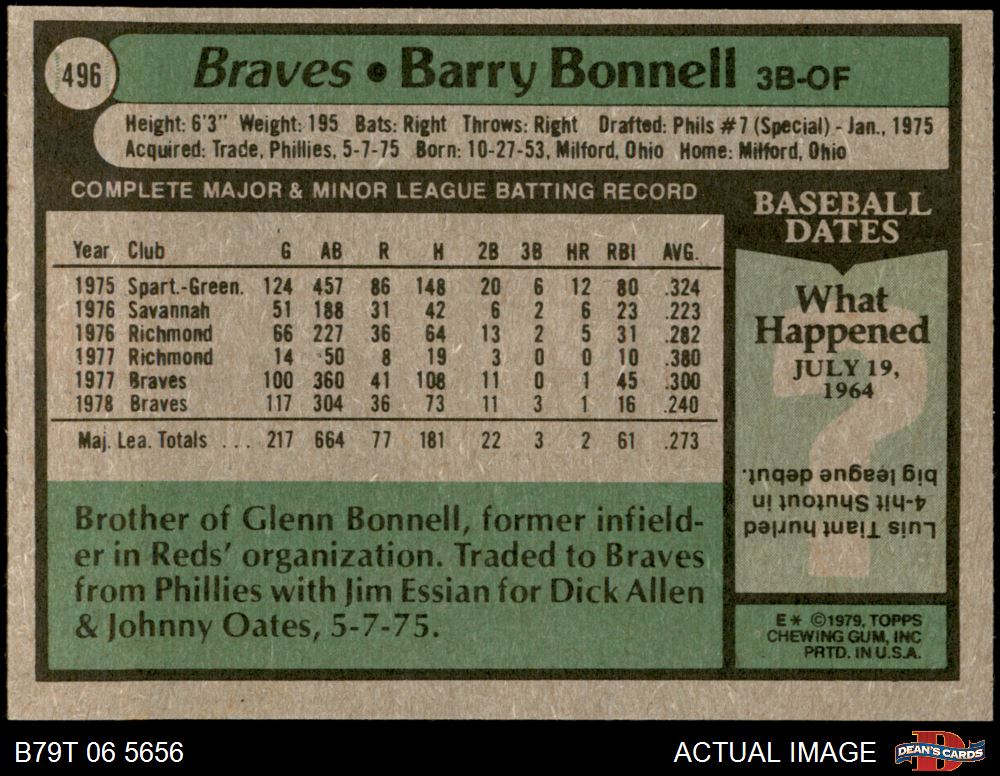 496
Braves • Barry Bonnell 3B-OF
Height: 6'3" Weight: 195 Bats: Right Throws: Right Drafted: Phils #7 (Special) - Jan., 1975
Acquired: Trade, Phillies, 5-7-75 Born: 10-27-53, Milford, Ohio Home: Milford, Ohio
COMPLETE MAJOR & MINOR LEAGUE BATTING RECORD
Year Club G AB R H 2B 3B HR RBI AVG.
1975 Spart.-Green. 124 457 86 148 20 6 12 80 .324
1976 Savannah 51 188 31 42 6 2 6 23 .223
1976 Richmond 66 227 36 64 13 2 5 31 .282
1977 Richmond 14 50 8 19 3 0 0 10 .380
1977 Braves 100 360 41 108 11 0 1 45 .300
1978 Braves 117 304 36 73 11 3 1 16 .240
Maj. Lea. Totals ... 217 664 77 181 22 3 2 61 .273
Brother of Glenn Bonnell, former infield-
er in Reds' organization. Traded to Braves
from Phillies with Jim Essian for Dick Allen
& Johnny Oates, 5-7-75.
BASEBALL
DATES
What
Happened
JULY 19,
1964
?
Luis Tiant hurled
4-hit Shutout in
big league debut.
E* ©1979, TOPPS
CHEWING GUM, INC
PRTD. IN U.S.A.
B79T 06 5656
ACTUAL IMAGE
D
DEAN'S CARDS